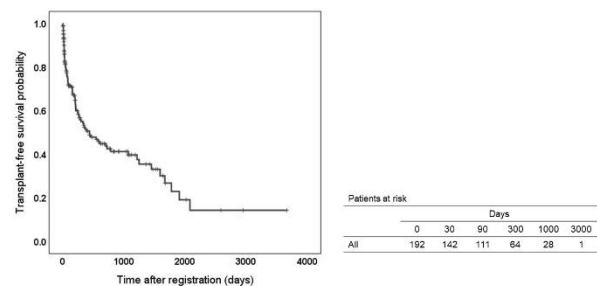 Transplant-free survival probability
1.0
0.8
0.6
0.4
0.2
0.0
0 1000 2000 3000 4000
Time after registration (days)
Patients at risk
Days
0 30 90 300 1000 3000
All 192 142 111 64 28 1